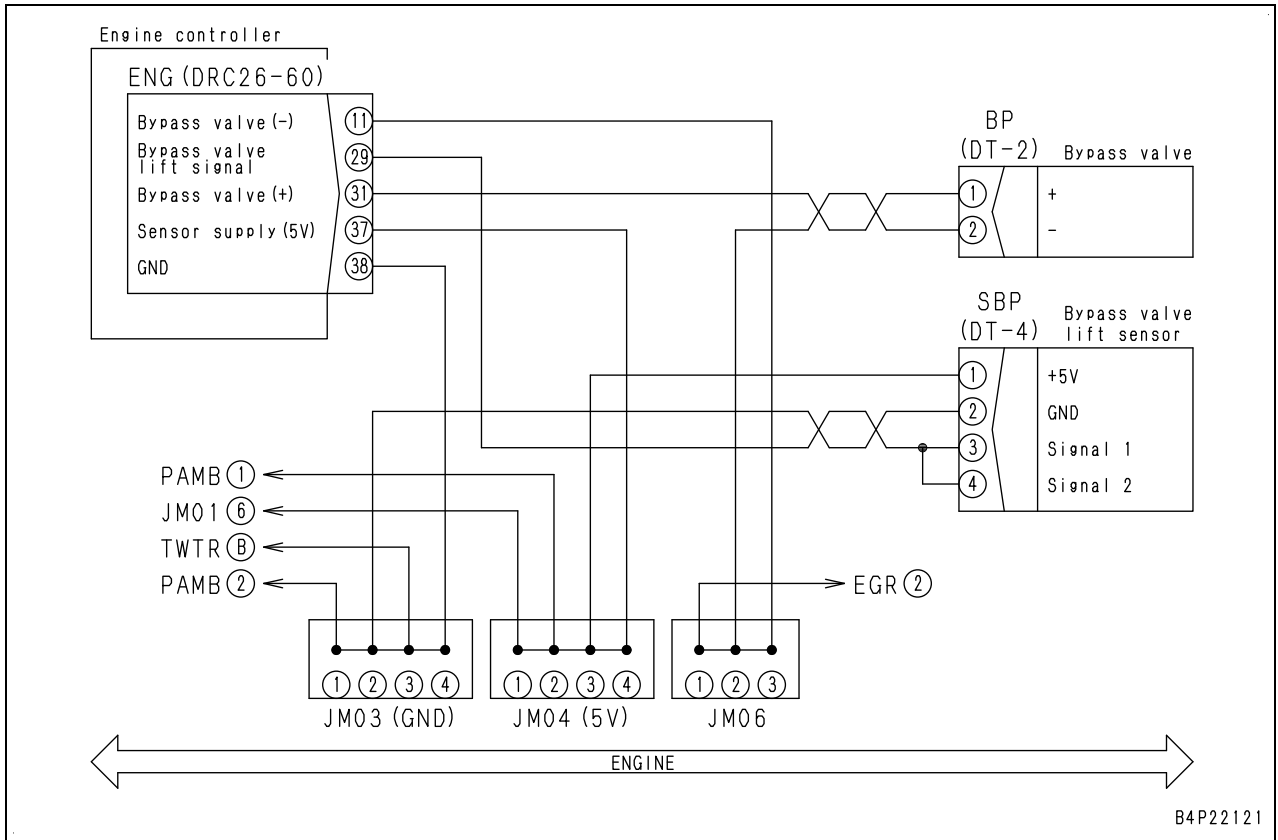 Engine controller
ENG (DRC26-60)
Bypass valve (-) 11
Bypass valve
lift signal 29
Bypass valve (+) 31
Sensor supply (5V) 37
GND 38
BP
(DT-2) Bypass valve
1 +
2 -
SBP
(DT-4) Bypass valve
lift sensor
1 +5V
2 GND
3 Signal 1
4 Signal 2
PAMB 1
JM01 6
TWTR B
PAMB 2
EGR 2
1 2 3 4
JM03 (GND)
1 2 3 4
JM04 (5V)
1 2 3
JM06
ENGINE
B4P22121